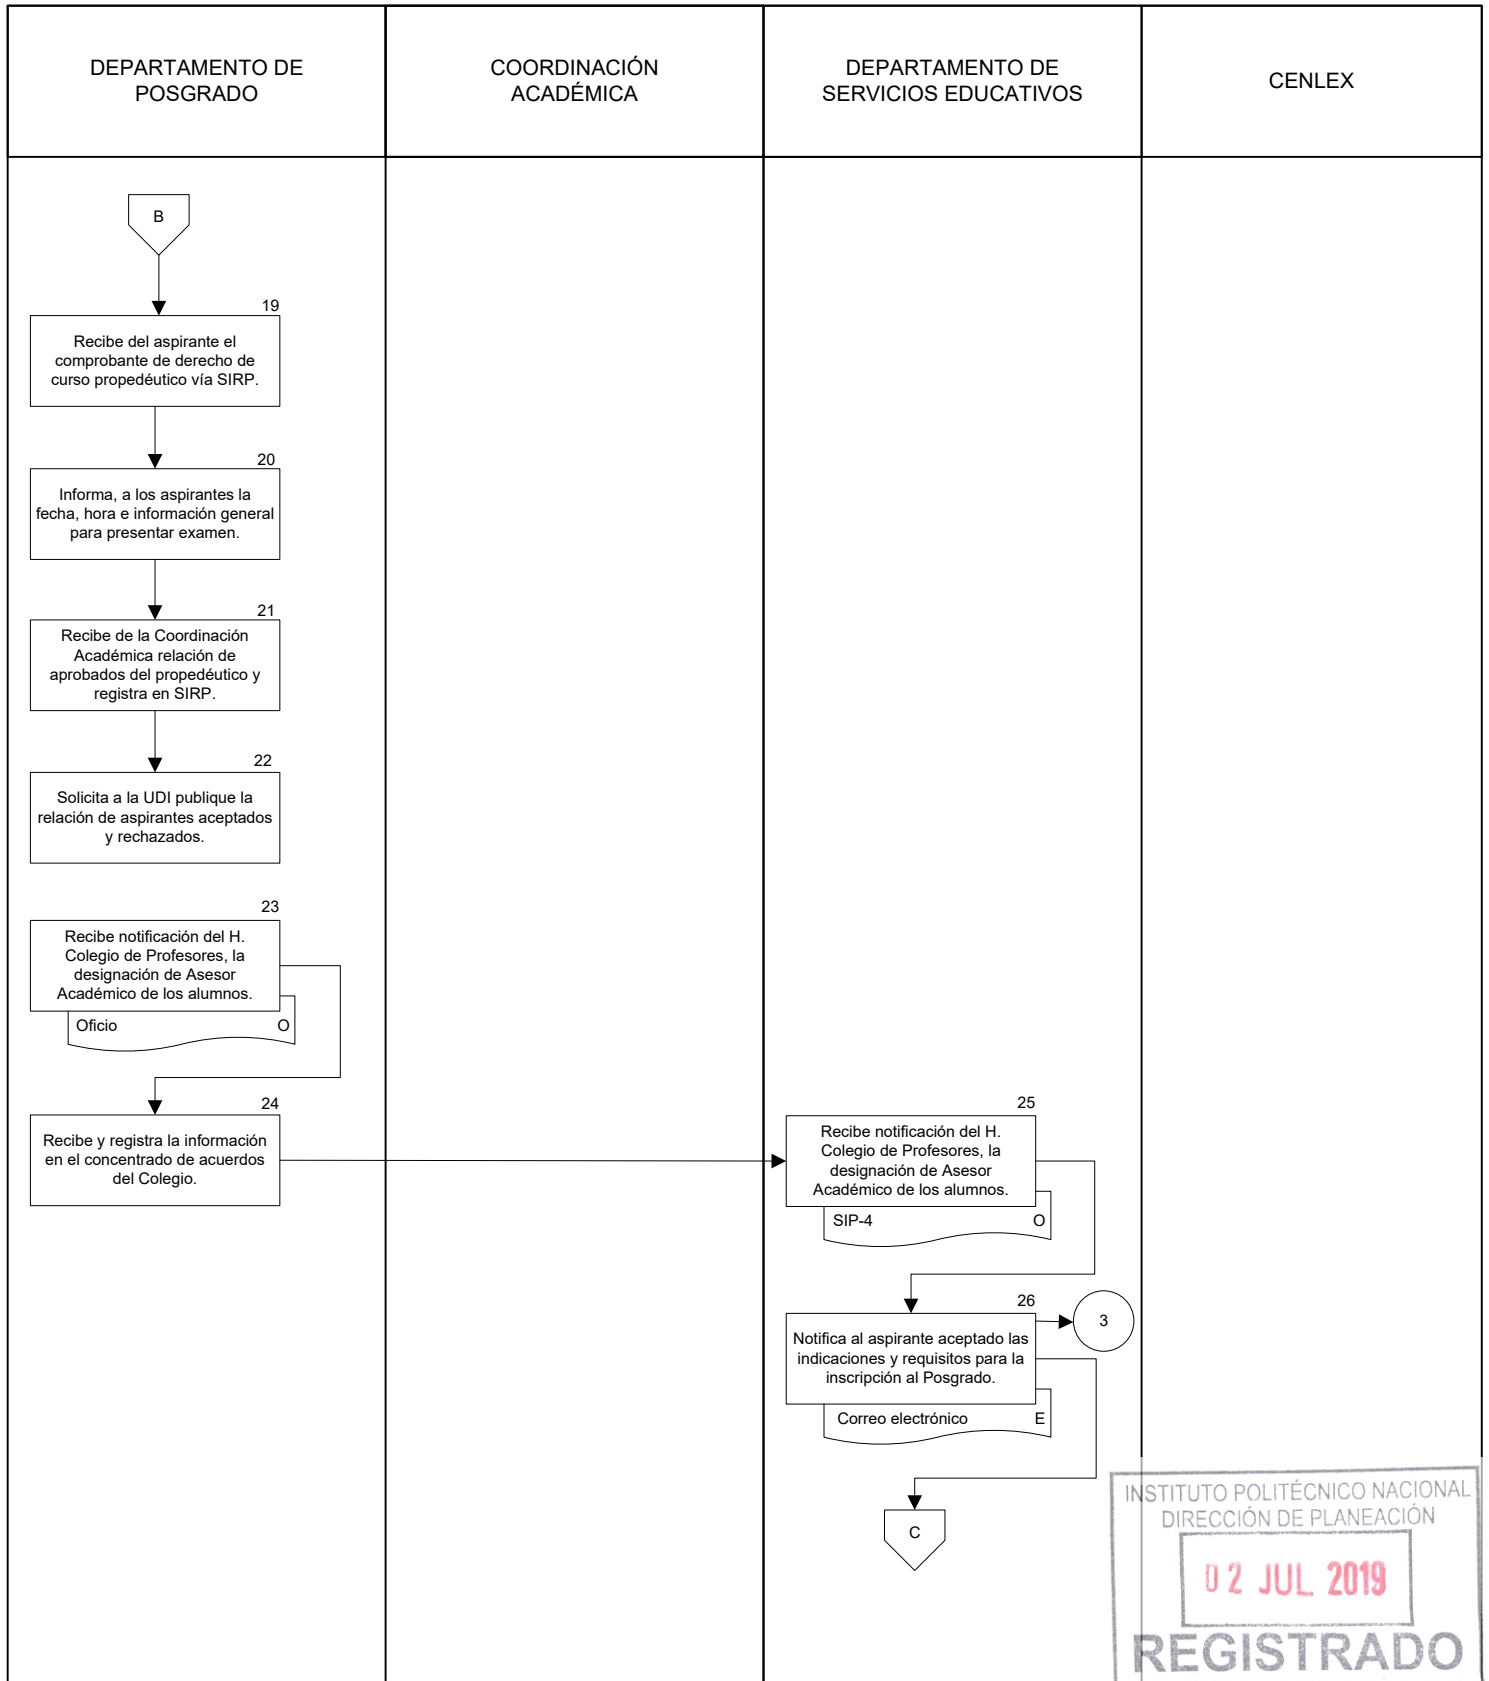 DEPARTAMENTO DE
POSGRADO
COORDINACIÓN
ACADÉMICA
DEPARTAMENTO DE
SERVICIOS EDUCATIVOS
CENLEX
B
19
Recibe del aspirante el
comprobante de derecho de
curso propedéutico vía SIRP.
20
Informa, a los aspirantes la
fecha, hora e información general
para presentar examen.
21
Recibe de la Coordinación
Académica relación de
aprobados del propedéutico y
registra en SIRP.
22
Solicita a la UDI publique la
relación de aspirantes aceptados
y rechazados.
23
Recibe notificación del H.
Colegio de Profesores, la
designación de Asesor
Académico de los alumnos.
Oficio O
24
Recibe y registra la información
en el concentrado de acuerdos
del Colegio.
25
Recibe notificación del H.
Colegio de Profesores, la
designación de Asesor
Académico de los alumnos.
SIP-4 O
26
Notifica al aspirante aceptado las
indicaciones y requisitos para la
inscripción al Posgrado.
3
Correo electrónico E
C
INSTITUTO POLITÉCNICO NACIONAL
DIRECCIÓN DE PLANEACIÓN
02 JUL 2019
REGISTRADO